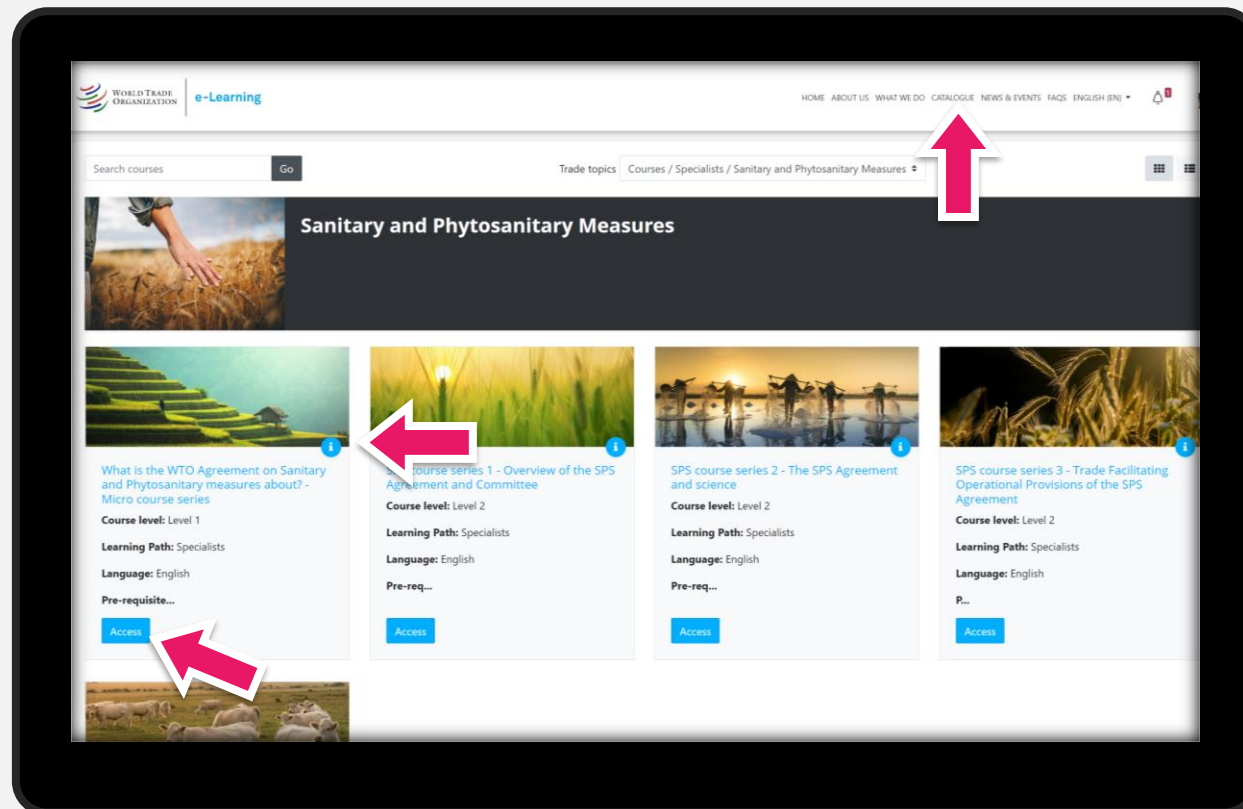 WORLD TRADE
ORGANIZATION
e-Learning
HOME ABOUT US WHAT WE DO CATALOGUE NEWS & EVENTS FAQS ENGLISH (EN)
1
Search courses
Go
Trade topics
Courses / Specialists / Sanitary and Phytosanitary Measures
Sanitary and Phytosanitary Measures
i
What is the WTO Agreement on Sanitary
and Phytosanitary measures about? -
Micro course series
Course level: Level 1
Learning Path: Specialists
Language: English
Pre-requisite...
Access
i
course series 1 - Overview of the SPS
Agreement and Committee
Course level: Level 2
Learning Path: Specialists
Language: English
Pre-req...
Access
i
SPS course series 2 - The SPS Agreement
and science
Course level: Level 2
Learning Path: Specialists
Language: English
Pre-req...
Access
i
SPS course series 3 - Trade Facilitating
Operational Provisions of the SPS
Agreement
Course level: Level 2
Learning Path: Specialists
Language: English
P...
Access